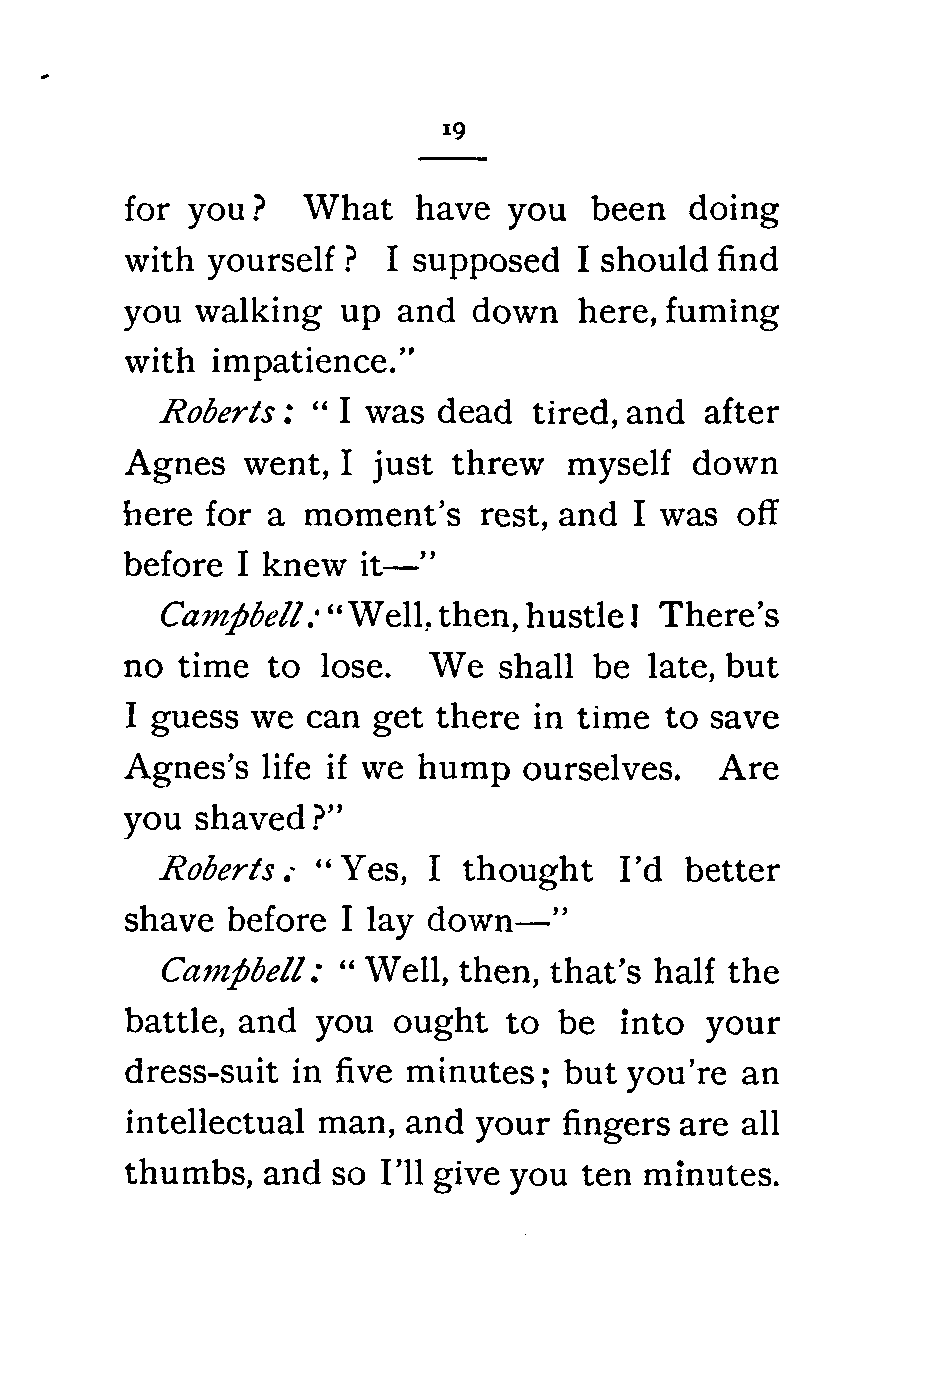 19
for you? What have you been doing
with yourself? I supposed I should find
you walking up and down here, fuming
with impatience."
Roberts: "I was dead tired, and after
Agnes went, I just threw myself down
here for a moment's rest, and I was off
before I knew it—"
Campbell: "Well, then, hustle! There's
no time to lose. We shall be late, but
I guess we can get there in time to save
Agnes's life if we hump ourselves. Are
you shaved?"
Roberts: "Yes, I thought I'd better
shave before I lay down—"
Campbell: "Well, then, that's half the
battle, and you ought to be into your
dress-suit in five minutes; but you're an
intellectual man, and your fingers are all
thumbs, and so I'll give you ten minutes.